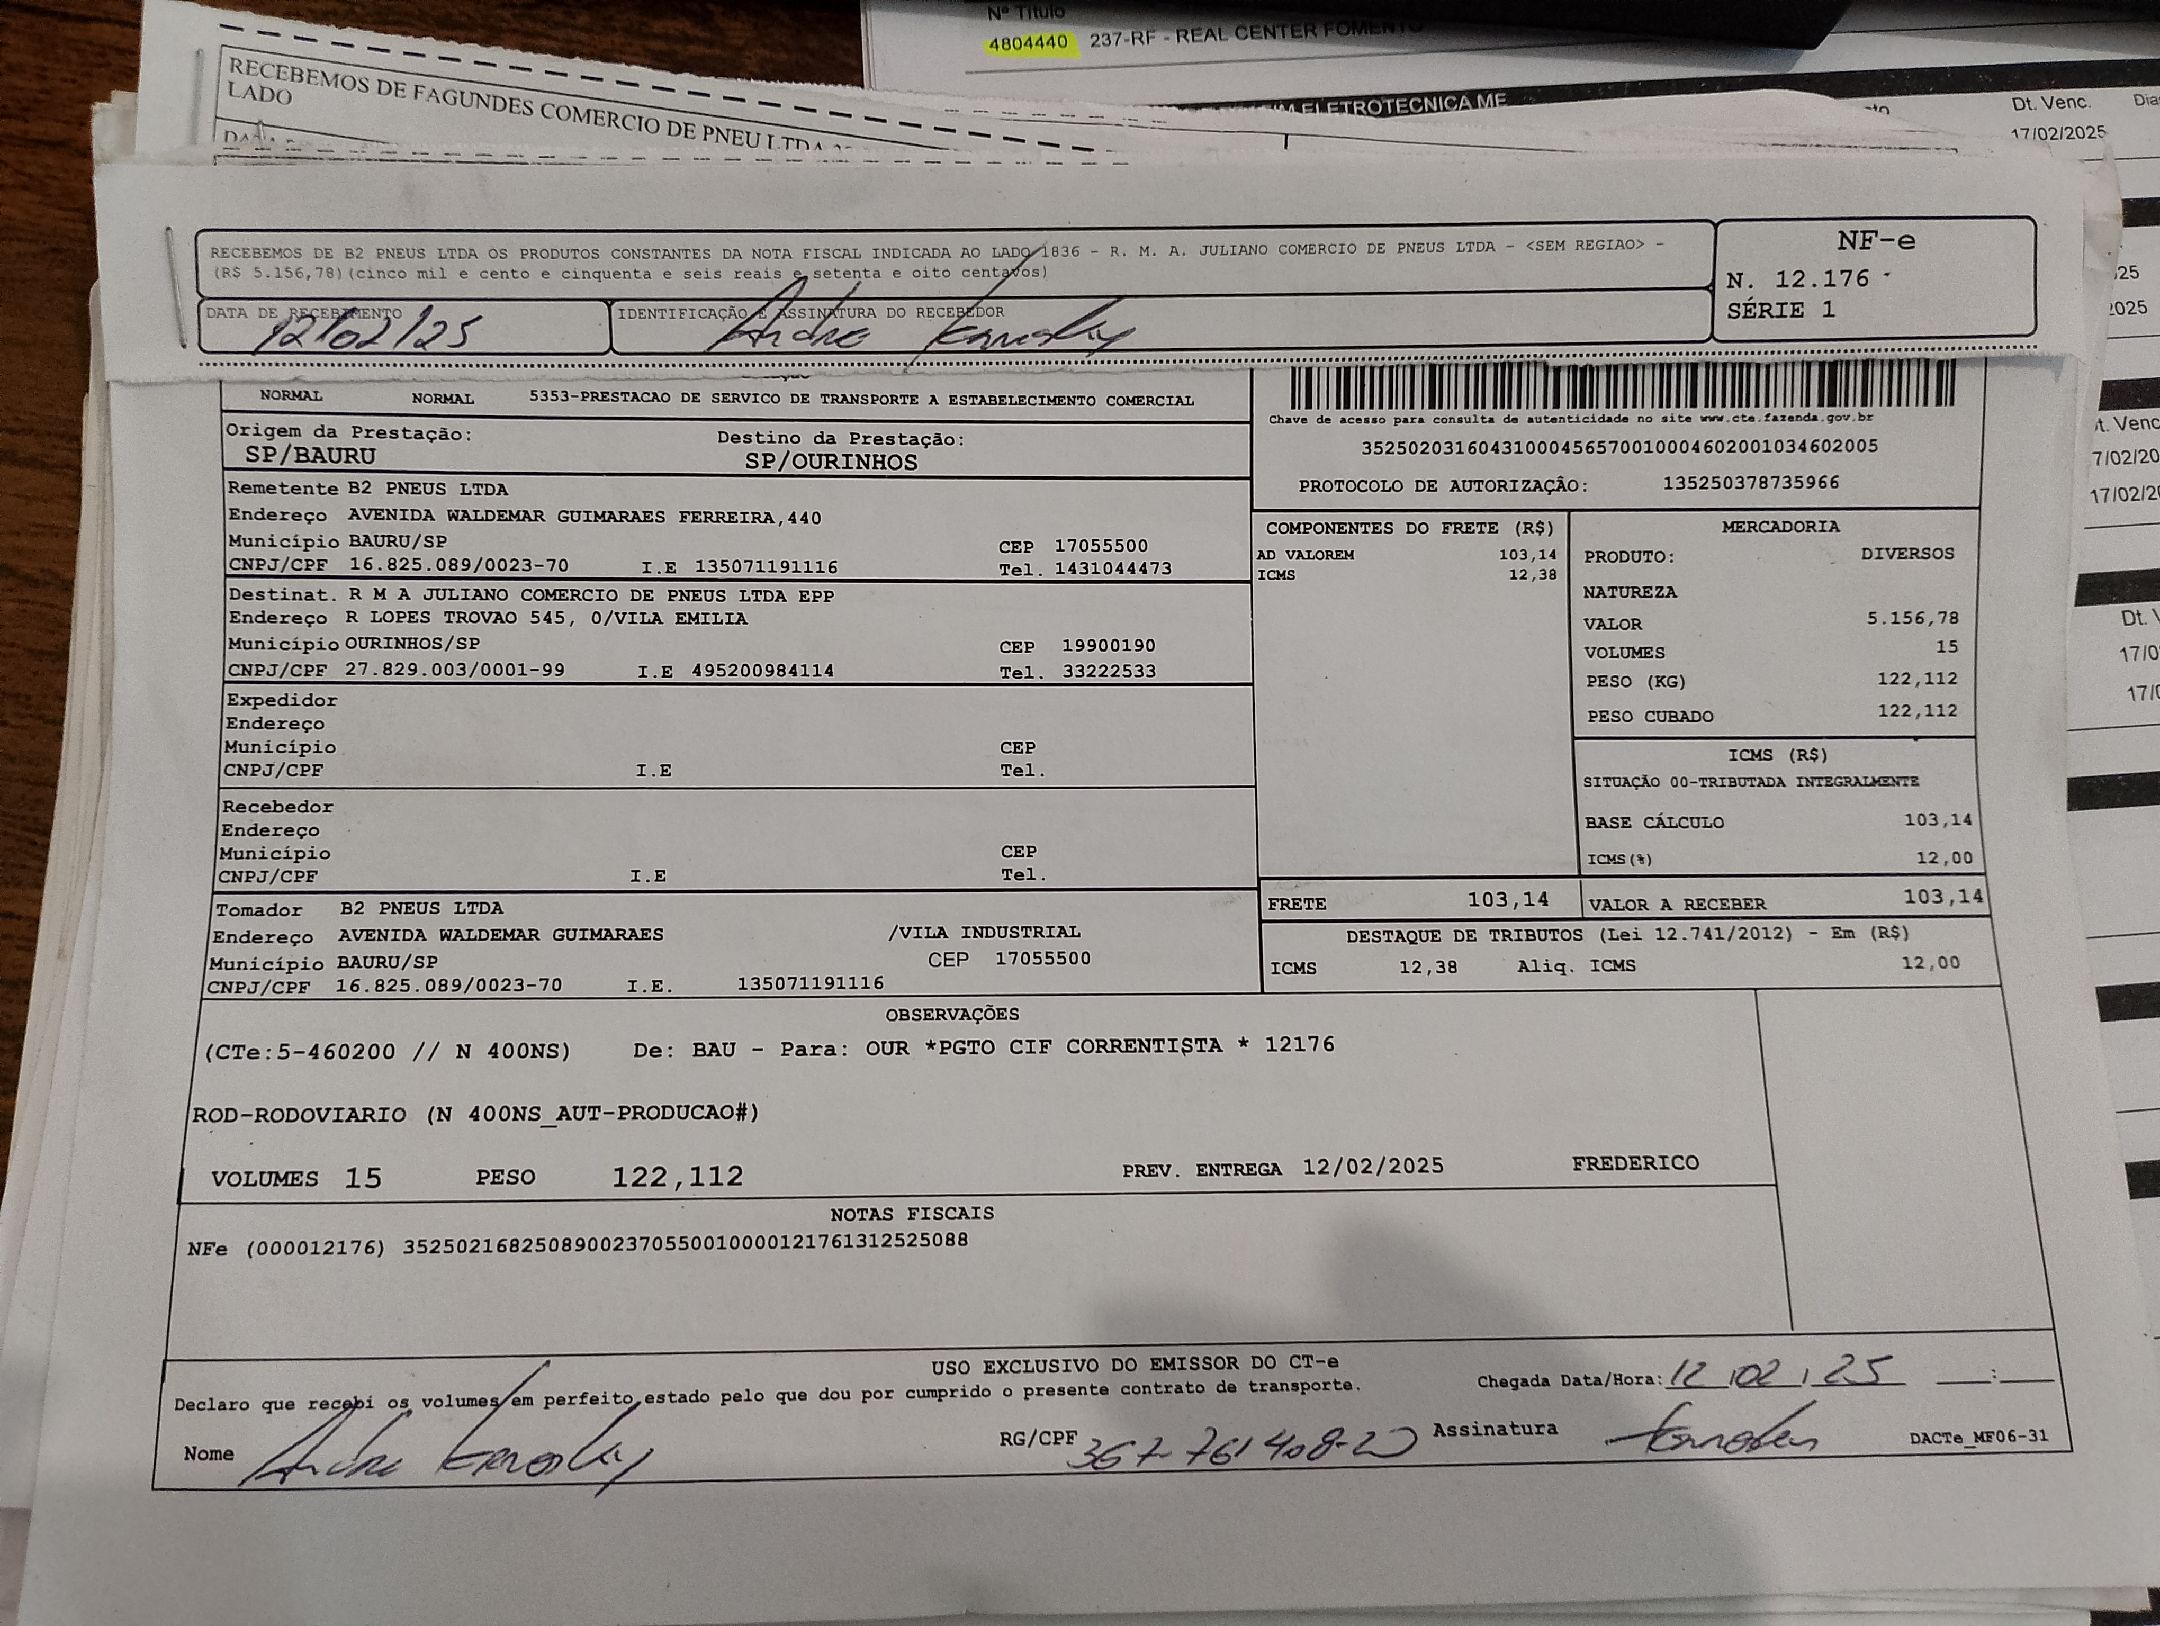 Nº Título
4804440 237-RF - REAL CENTER FOMENTO
ELETROTECNICA ME
Dt. Venc.
17/02/2025
RECEBEMOS DE FAGUNDES COMERCIO DE PNEU LTDA
LADO
RECEBEMOS DE B2 PNEUS LTDA OS PRODUTOS CONSTANTES DA NOTA FISCAL INDICADA AO LADO 1836 - R. M. A. JULIANO COMERCIO DE PNEUS LTDA - <SEM REGIAO> -
(R$ 5.156,78)(cinco mil e cento e cinquenta e seis reais e setenta e oito centavos)
NF-e
N. 12.176
SÉRIE 1
DATA DE RECEBIMENTO
12/02/25
IDENTIFICAÇÃO E ASSINATURA DO RECEBEDOR
Andre
NORMAL NORMAL 5353-PRESTACAO DE SERVICO DE TRANSPORTE A ESTABELECIMENTO COMERCIAL
Chave de acesso para consulta de autenticidade no site www.cte.fazenda.gov.br
35250203160431000456570010004602001034602005
PROTOCOLO DE AUTORIZAÇÂO: 135250378735966
Origem da Prestação: Destino da Prestação:
SP/BAURU SP/OURINHOS
Remetente B2 PNEUS LTDA
Endereço AVENIDA WALDEMAR GUIMARAES FERREIRA,440
Município BAURU/SP CEP 17055500
CNPJ/CPF 16.825.089/0023-70 I.E 135071191116 Tel. 1431044473
Destinat. R M A JULIANO COMERCIO DE PNEUS LTDA EPP
Endereço R LOPES TROVAO 545, 0/VILA EMILIA
Município OURINHOS/SP CEP 19900190
CNPJ/CPF 27.829.003/0001-99 I.E 495200984114 Tel. 33222533
Expedidor
Endereço
Município CEP
CNPJ/CPF I.E Tel.
Recebedor
Endereço
Município CEP
CNPJ/CPF I.E Tel.
Tomador B2 PNEUS LTDA
Endereço AVENIDA WALDEMAR GUIMARAES /VILA INDUSTRIAL
Município BAURU/SP CEP 17055500
CNPJ/CPF 16.825.089/0023-70 I.E. 135071191116
COMPONENTES DO FRETE (R$)
AD VALOREM 103,14
ICMS 12,38
MERCADORIA
PRODUTO: DIVERSOS
NATUREZA
VALOR 5.156,78
VOLUMES 15
PESO (KG) 122,112
PESO CUBADO 122,112
ICMS (R$)
SITUAÇÃO 00-TRIBUTADA INTEGRALMENTE
BASE CÁLCULO 103,14
ICMS(%) 12,00
FRETE 103,14 VALOR A RECEBER 103,14
DESTAQUE DE TRIBUTOS (Lei 12.741/2012) - Em (R$)
ICMS 12,38 Aliq. ICMS 12,00
OBSERVAÇÕES
(CTe:5-460200 // N 400NS) De: BAU - Para: OUR *PGTO CIF CORRENTISTA * 12176
ROD-RODOVIARIO (N 400NS_AUT-PRODUCAO#)
VOLUMES 15 PESO 122,112 PREV. ENTREGA 12/02/2025 FREDERICO
NOTAS FISCAIS
NFe (000012176) 35250216825089002370550010000121761312525088
USO EXCLUSIVO DO EMISSOR DO CT-e
Declaro que recebi os volumes em perfeito estado pelo que dou por cumprido o presente contrato de transporte.
Chegada Data/Hora: 12/02/25 __:__
Nome Andre RG/CPF 367.761408-20 Assinatura
DACTe_MF06-31